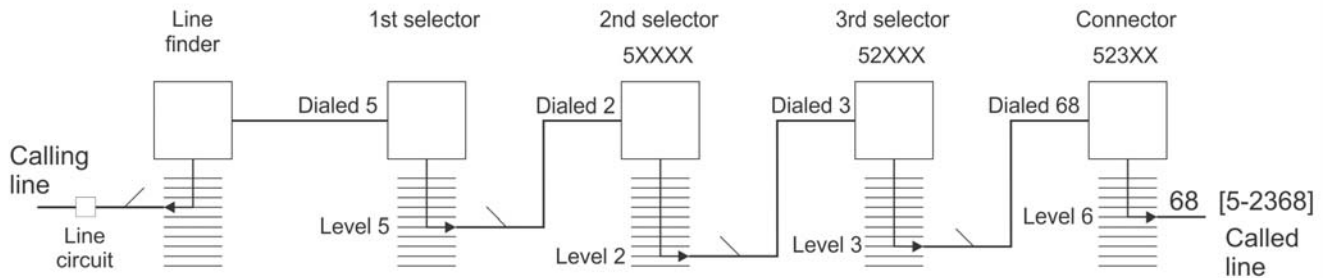 Line
finder
1st selector
2nd selector
5XXXX
3rd selector
52XXX
Connector
523XX
Dialed 5
Dialed 2
Dialed 3
Dialed 68
Calling
line
Line
circuit
Level 5
Level 2
Level 3
Level 6
68 [5-2368]
Called
line